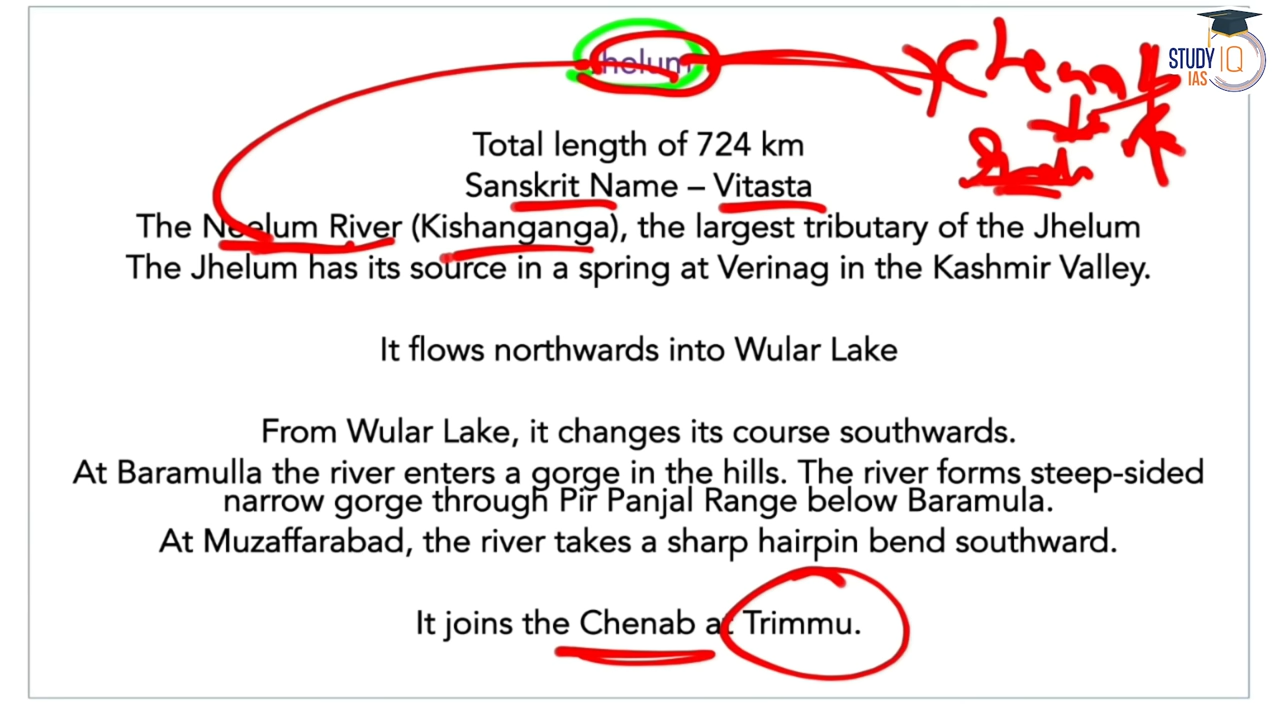 Jhelum
Chenab
STUDY IQ
IAS
Total length of 724 km
Sanskrit Name – Vitasta
The Neelum River (Kishanganga), the largest tributary of the Jhelum
The Jhelum has its source in a spring at Verinag in the Kashmir Valley.
It flows northwards into Wular Lake
From Wular Lake, it changes its course southwards.
At Baramulla the river enters a gorge in the hills. The river forms steep-sided
narrow gorge through Pir Panjal Range below Baramula.
At Muzaffarabad, the river takes a sharp hairpin bend southward.
It joins the Chenab at Trimmu.